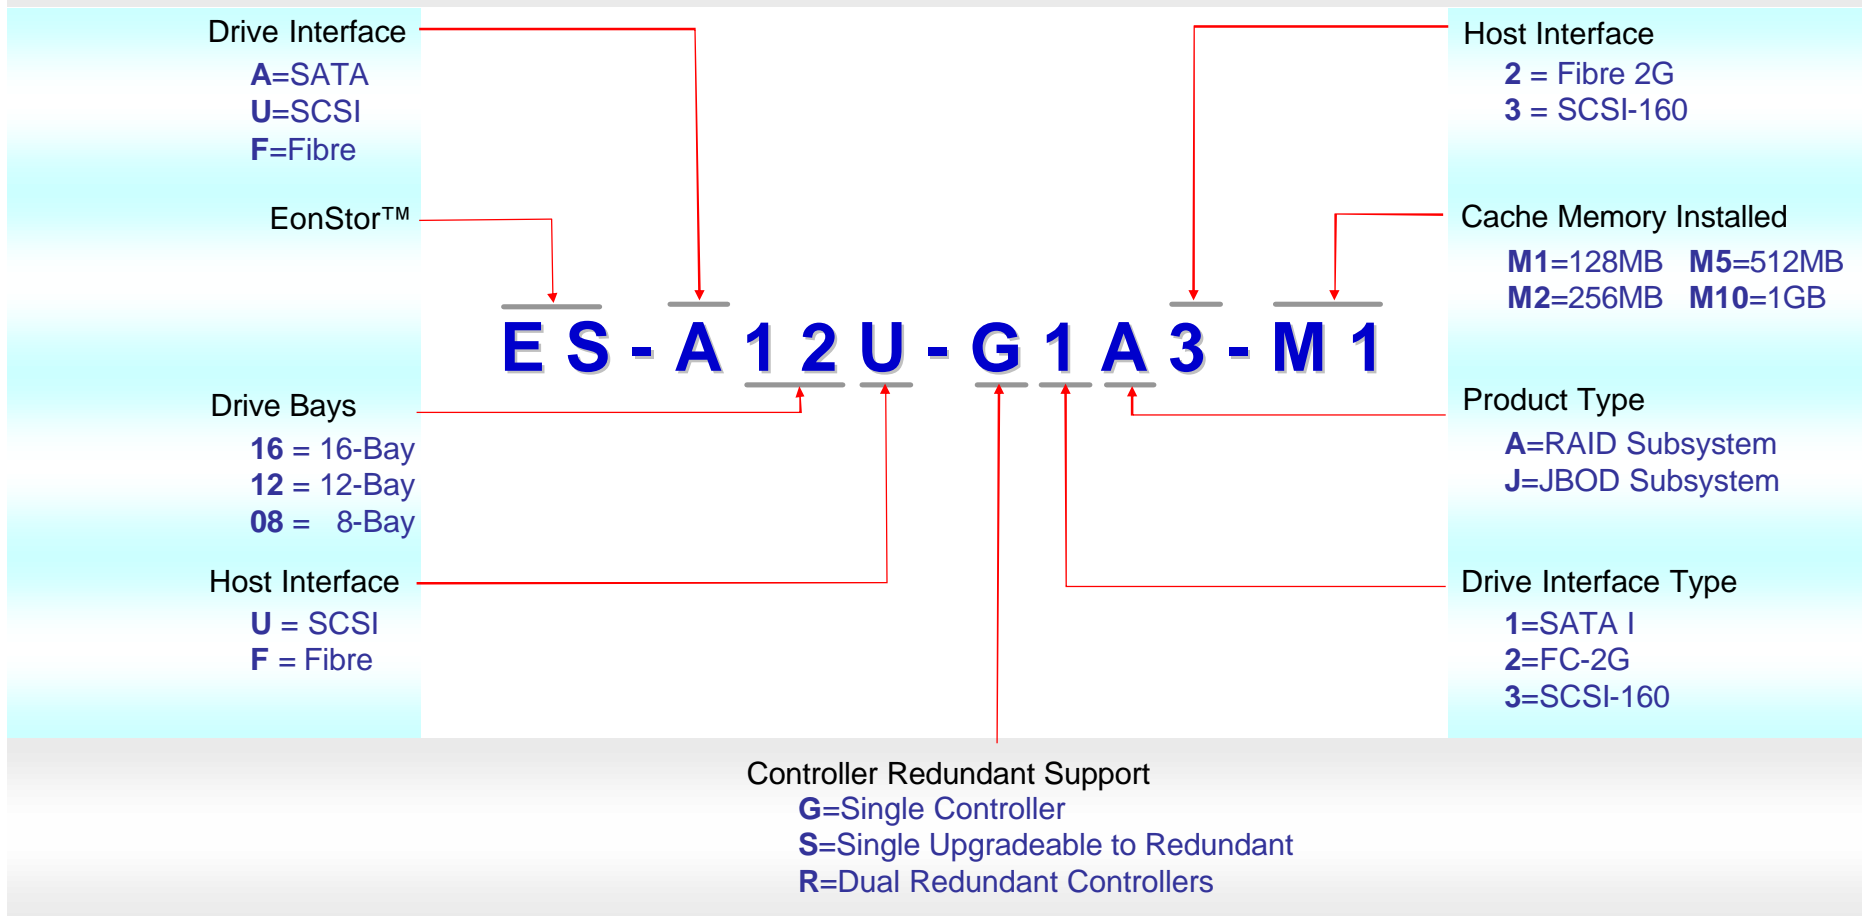 Drive Interface
A=SATA
U=SCSI
F=Fibre
EonStor™
Drive Bays
16 = 16-Bay
12 = 12-Bay
08 = 8-Bay
Host Interface
U = SCSI
F = Fibre
ES-A12U-G1A3-M1
Host Interface
2 = Fibre 2G
3 = SCSI-160
Cache Memory Installed
M1=128MB M5=512MB
M2=256MB M10=1GB
Product Type
A=RAID Subsystem
J=JBOD Subsystem
Drive Interface Type
1=SATA I
2=FC-2G
3=SCSI-160
Controller Redundant Support
G=Single Controller
S=Single Upgradeable to Redundant
R=Dual Redundant Controllers